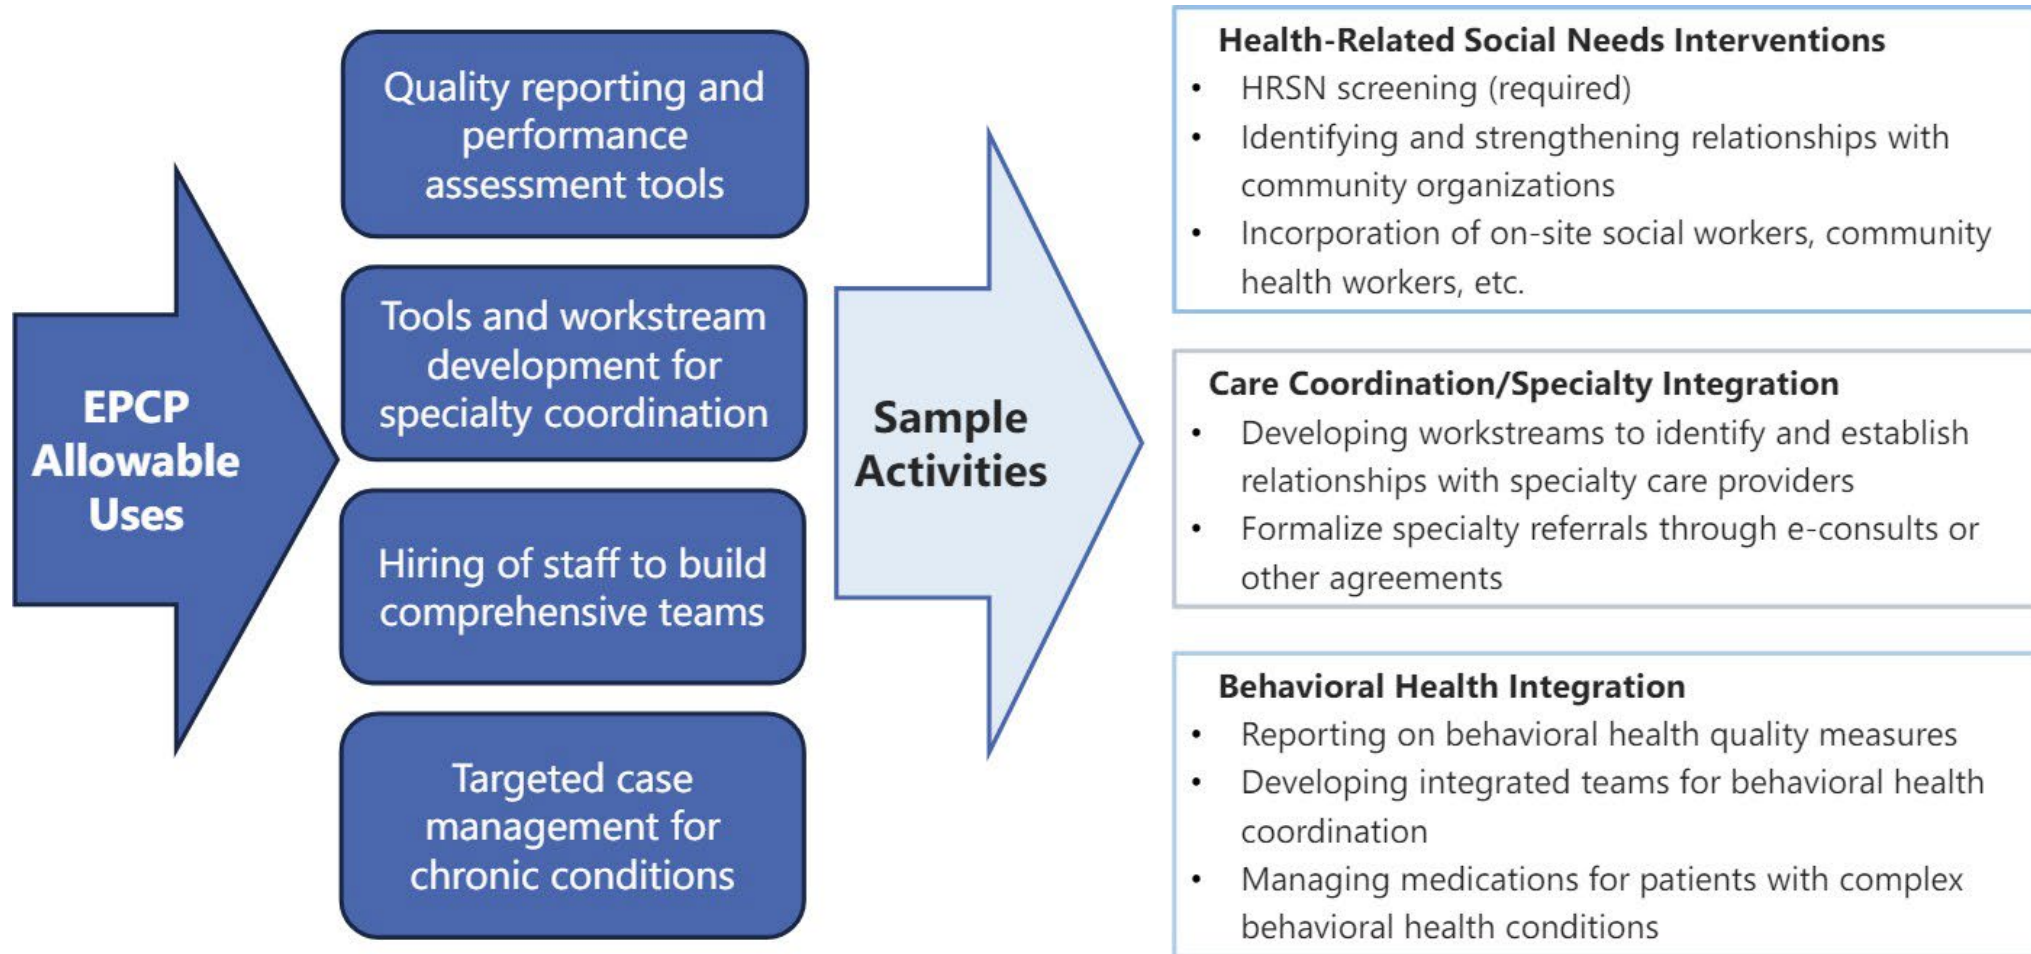 EPCP
Allowable
Uses
Quality reporting and
performance
assessment tools
Tools and workstream
development for
specialty coordination
Hiring of staff to build
comprehensive teams
Targeted case
management for
chronic conditions
Sample
Activities
Health-Related Social Needs Interventions
• HRSN screening (required)
• Identifying and strengthening relationships with
community organizations
• Incorporation of on-site social workers, community
health workers, etc.
Care Coordination/Specialty Integration
• Developing workstreams to identify and establish
relationships with specialty care providers
• Formalize specialty referrals through e-consults or
other agreements
Behavioral Health Integration
• Reporting on behavioral health quality measures
• Developing integrated teams for behavioral health
coordination
• Managing medications for patients with complex
behavioral health conditions